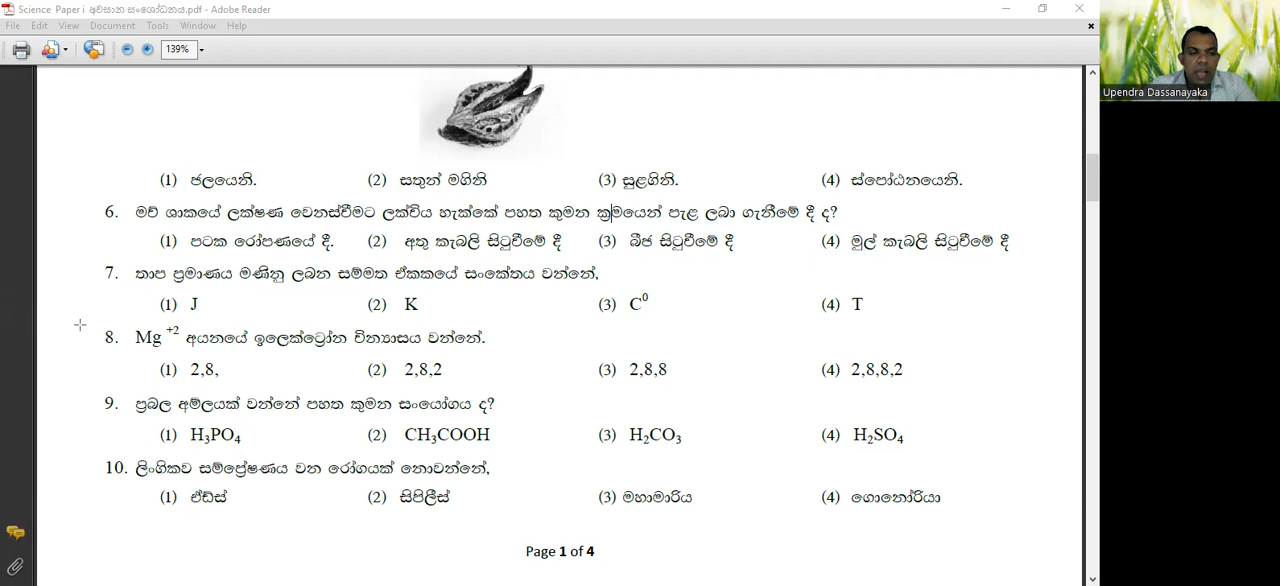 Science Paper i අවසාන සංශෝධනය.pdf - Adobe Reader
File Edit View Document Tools Window Help
139%
Upendra Dassanayaka
(1) ජලයෙනි. (2) සතුන් මගිනි (3) සුළඟිනි. (4) ස්පෝඨනයෙනි.
6. මව් ශාකයේ ලක්ෂණ වෙනස්වීමට ලක්විය හැක්කේ පහත කුමන ක්‍රමයෙන් පැළ ලබා ගැනීමේ දී ද?
(1) පටක රෝපණයේ දී. (2) අතු කැබලි සිටුවීමේ දී (3) බීජ සිටුවීමේ දී (4) මුල් කැබලි සිටුවීමේ දී
7. තාප ප්‍රමාණය මණිනු ලබන සම්මත ඒකකයේ සංකේතය වන්නේ,
(1) J (2) K (3) C⁰ (4) T
8. Mg ⁺² අයනයේ ඉලෙක්ට්‍රෝන වින්‍යාසය වන්නේ.
(1) 2,8, (2) 2,8,2 (3) 2,8,8 (4) 2,8,8,2
9. ප්‍රබල අම්ලයක් වන්නේ පහත කුමන සංයෝගය ද?
(1) H₃PO₄ (2) CH₃COOH (3) H₂CO₃ (4) H₂SO₄
10. ලිංගිකව සම්ප්‍රේෂණය වන රෝගයක් නොවන්නේ,
(1) ඒඩ්ස් (2) සිපිලීස් (3) මහාමාරිය (4) ගොනෝරියා
Page 1 of 4